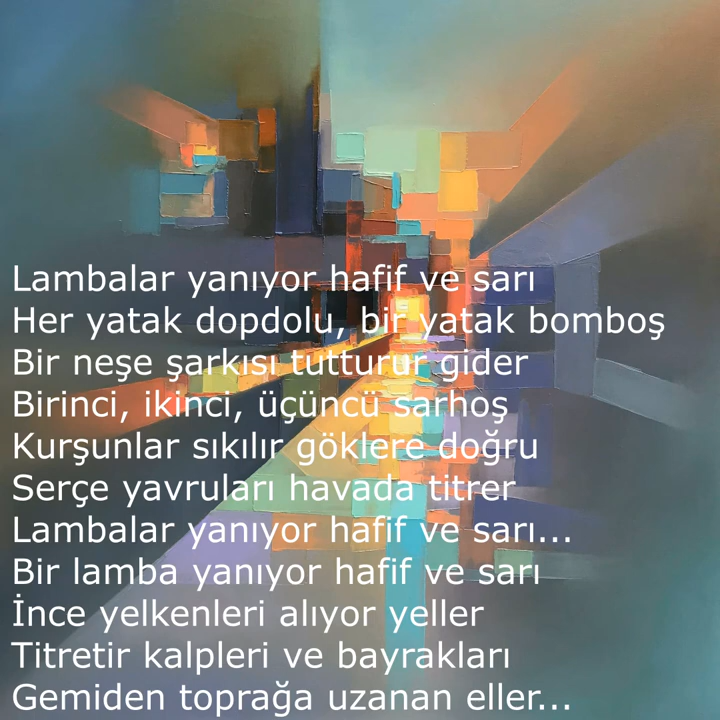 Lambalar yanıyor hafif ve sarı
Her yatak dopdolu, bir yatak bomboş
Bir neşe şarkısı tutturur gider
Birinci, ikinci, üçüncü sarhoş
Kurşunlar sıkılır göklere doğru
Serçe yavruları havada titrer
Lambalar yanıyor hafif ve sarı...
Bir lamba yanıyor hafif ve sarı
İnce yelkenleri alıyor yeller
Titretir kalpleri ve bayrakları
Gemiden toprağa uzanan eller...